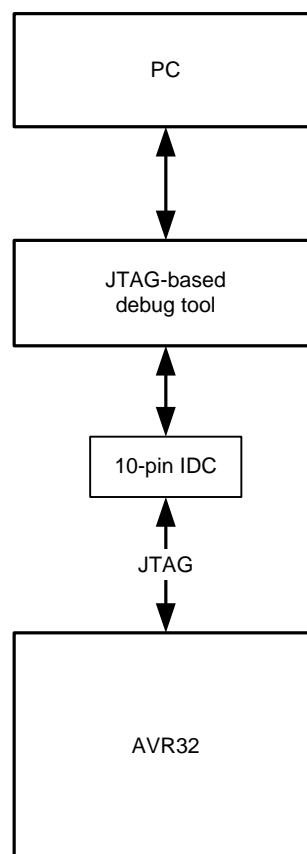 PC
JTAG-based
debug tool
10-pin IDC
JTAG
AVR32